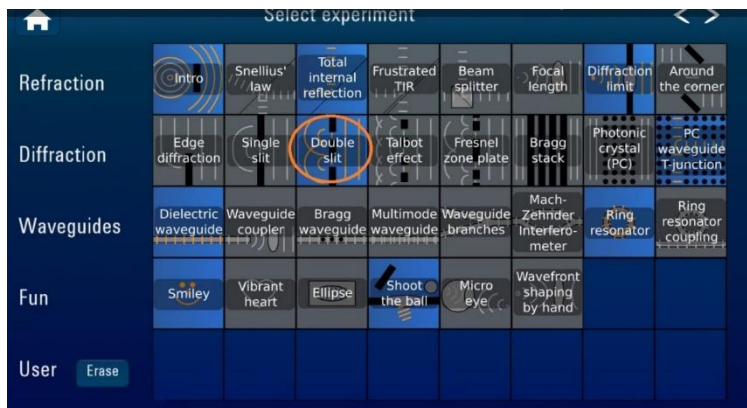 Select experiment
< >
Refraction
Intro
Snellius'
law
Total
internal
reflection
Frustrated
TIR
Beam
splitter
Focal
length
Diffraction
limit
Around
the corner
Diffraction
Edge
diffraction
Single
slit
Double
slit
Talbot
effect
Fresnel
zone plate
Bragg
stack
Photonic
crystal
(PC)
PC
waveguide
T-junction
Waveguides
Dielectric
waveguide
Waveguide
coupler
Bragg
waveguide
Multimode
waveguide
Waveguide
branches
Mach-
Zehnder
Interfero-
meter
Ring
resonator
Ring
resonator
coupling
Fun
Smiley
Vibrant
heart
Ellipse
Shoot
the ball
Micro
eye
Wavefront
shaping
by hand
User
Erase